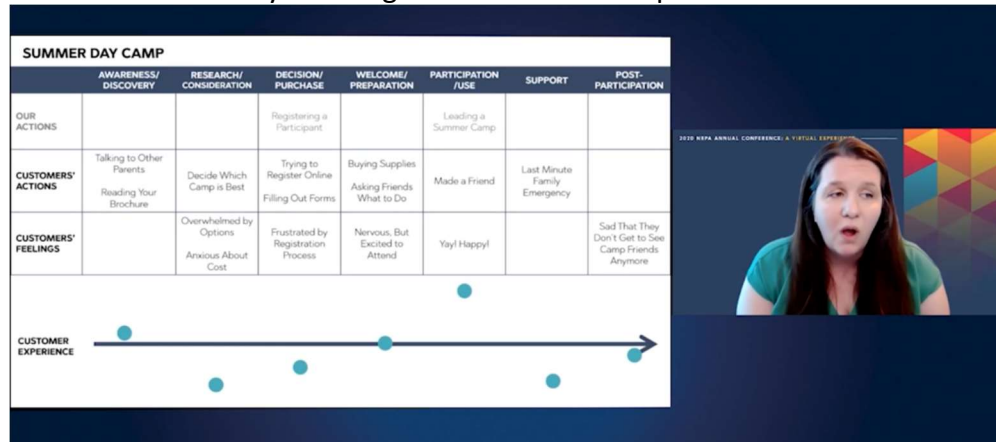 SUMMER DAY CAMP
AWARENESS/
DISCOVERY
RESEARCH/
CONSIDERATION
DECISION/
PURCHASE
WELCOME/
PREPARATION
PARTICIPATION
/USE
SUPPORT
POST-
PARTICIPATION
OUR
ACTIONS
Registering a
Participant
Leading a
Summer Camp
CUSTOMERS'
ACTIONS
Talking to Other
Parents
Reading Your
Brochure
Decide Which
Camp is Best
Trying to
Register Online
Filling Out Forms
Buying Supplies
Asking Friends
What to Do
Made a Friend
Last Minute
Family
Emergency
CUSTOMERS'
FEELINGS
Overwhelmed by
Options
Anxious About
Cost
Frustrated by
Registration
Process
Nervous, But
Excited to
Attend
Yay! Happy!
Sad That They
Don't Get to See
Camp Friends
Anymore
CUSTOMER
EXPERIENCE
2020 NRPA ANNUAL CONFERENCE: A VIRTUAL EXPERIENCE